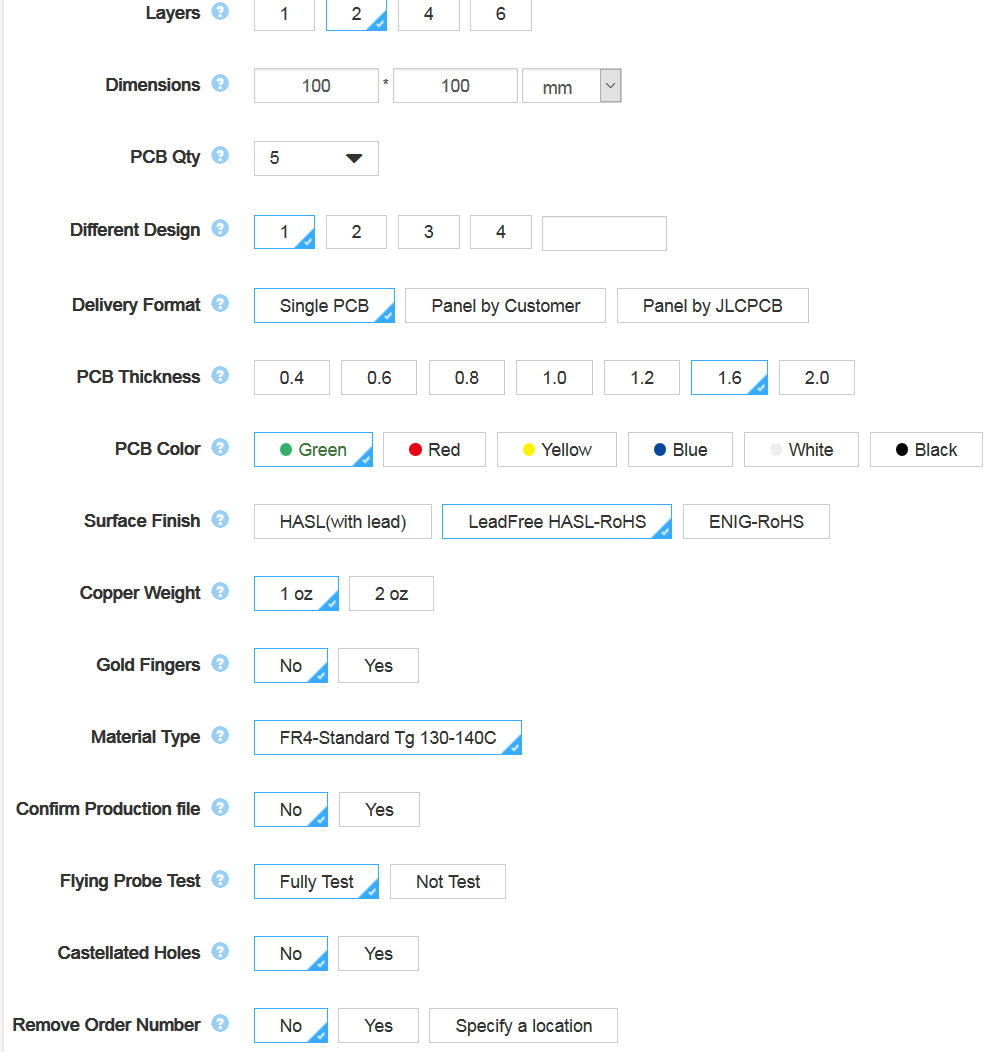 Layers ? 1 2 4 6
Dimensions ? 100 * 100 mm
PCB Qty ? 5
Different Design ? 1 2 3 4
Delivery Format ? Single PCB Panel by Customer Panel by JLCPCB
PCB Thickness ? 0.4 0.6 0.8 1.0 1.2 1.6 2.0
PCB Color ? Green Red Yellow Blue White Black
Surface Finish ? HASL(with lead) LeadFree HASL-RoHS ENIG-RoHS
Copper Weight ? 1 oz 2 oz
Gold Fingers ? No Yes
Material Type ? FR4-Standard Tg 130-140C
Confirm Production file ? No Yes
Flying Probe Test ? Fully Test Not Test
Castellated Holes ? No Yes
Remove Order Number ? No Yes Specify a location